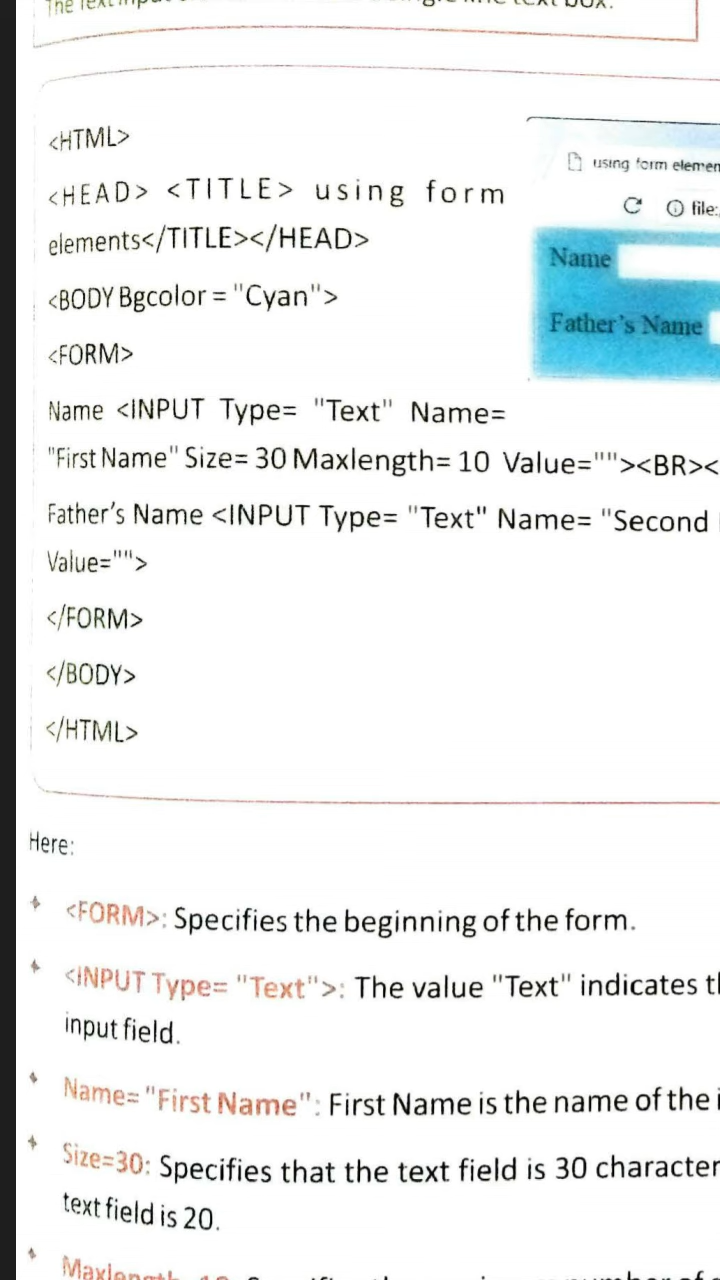 The Text
text box.
<HTML>
<HEAD> <TITLE> using form
elements</TITLE></HEAD>
<BODY Bgcolor = "Cyan">
<FORM>
Name <INPUT Type= "Text" Name=
"First Name" Size= 30 Maxlength= 10 Value=""><BR><
Father's Name <INPUT Type= "Text" Name= "Second
Value="">
</FORM>
</BODY>
</HTML>
using form elemen
file:
Name
Father's Name
Here:
<FORM>: Specifies the beginning of the form.
<INPUT Type= "Text">: The value "Text" indicates
input field.
Name= "First Name": First Name is the name of the
Size=30: Specifies that the text field is 30 character
text field is 20.